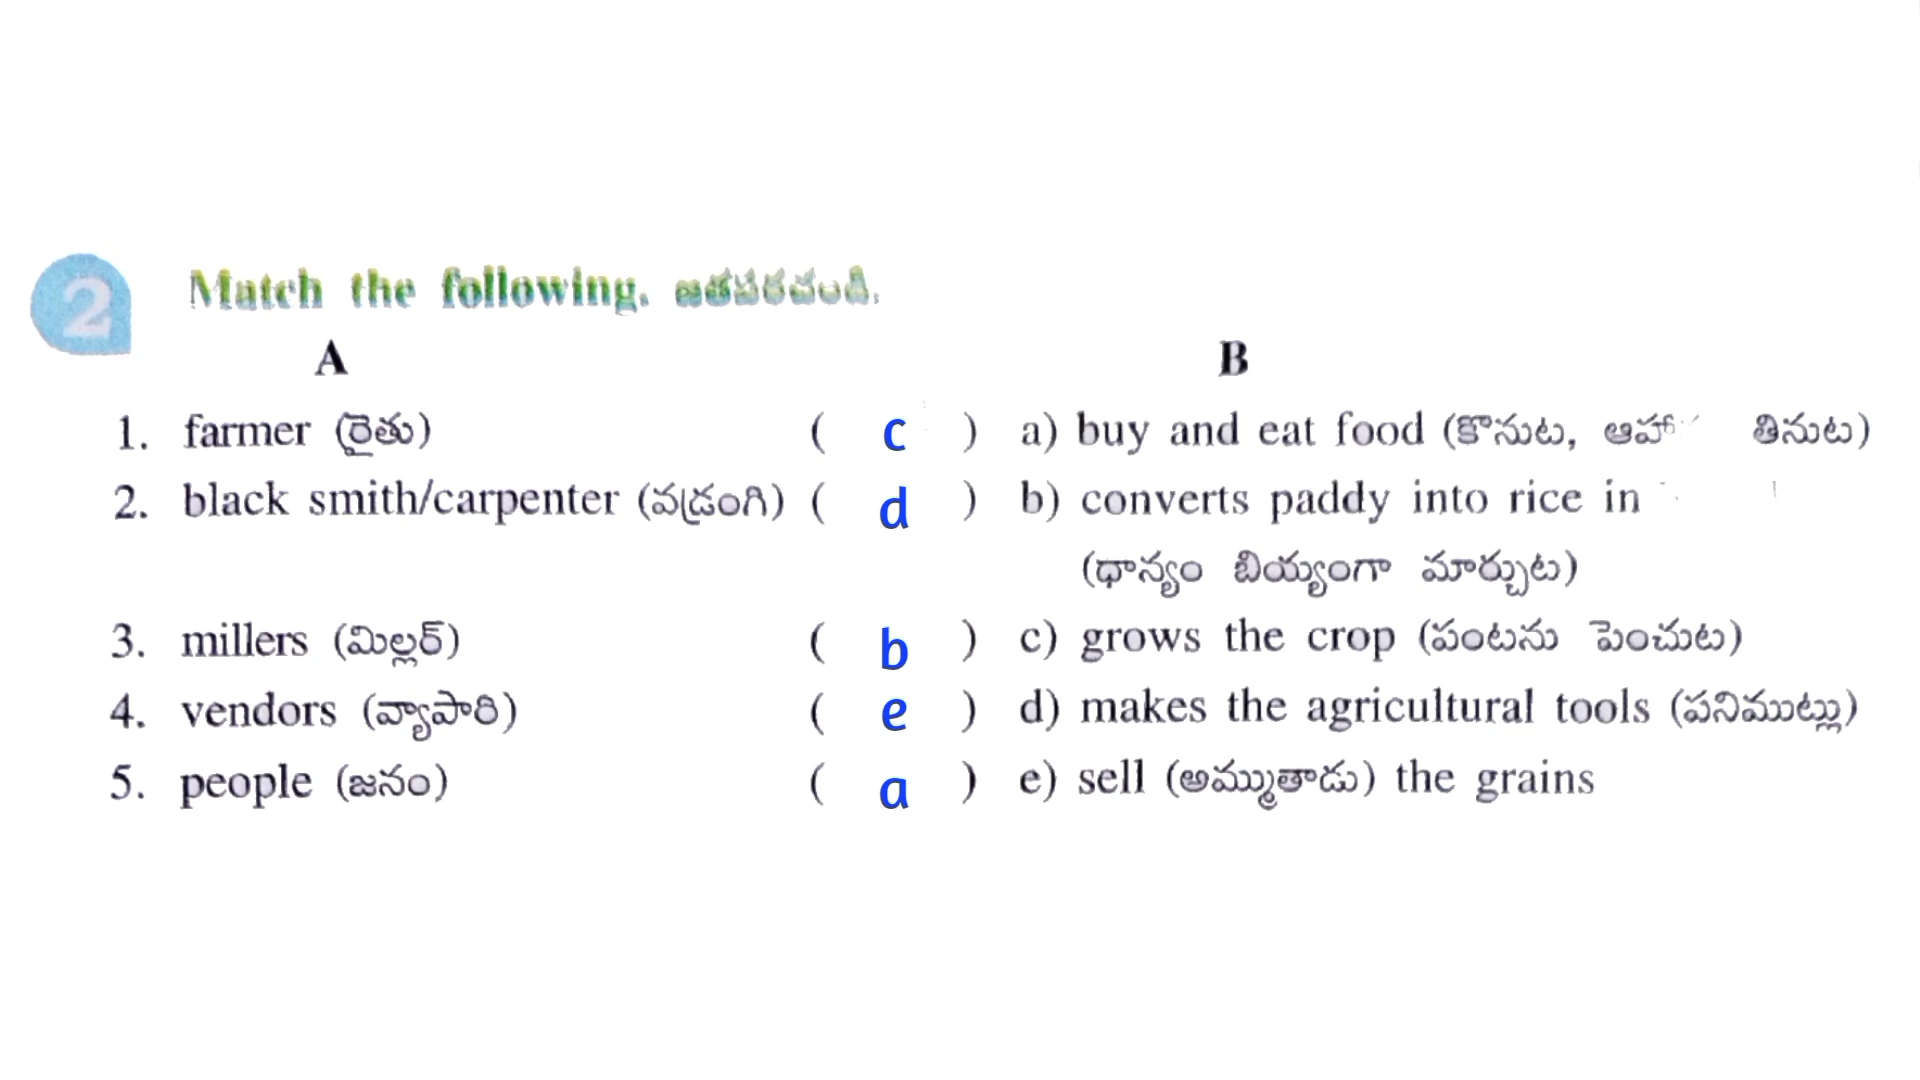 2 Match the following. జతపరచండి.
A B
1. farmer (రైతు) ( c ) a) buy and eat food (కొనుట, తినుట)
2. black smith/carpenter (వడ్రంగి) ( d ) b) converts paddy into rice in
(ధాన్యం బియ్యంగా మార్చుట)
3. millers (మిల్లర్) ( b ) c) grows the crop (పంటను పెంచుట)
4. vendors (వ్యాపారి) ( e ) d) makes the agricultural tools (పనిముట్లు)
5. people (జనం) ( a ) e) sell (అమ్ముతాడు) the grains